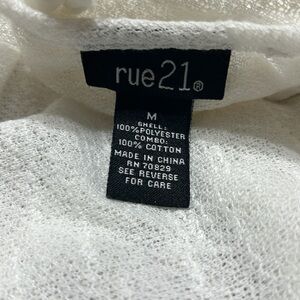 rue21®
M
SHELL:
100%POLYESTER
COMBO:
100% COTTON
MADE IN CHINA
RN 70829
SEE REVERSE
FOR CARE